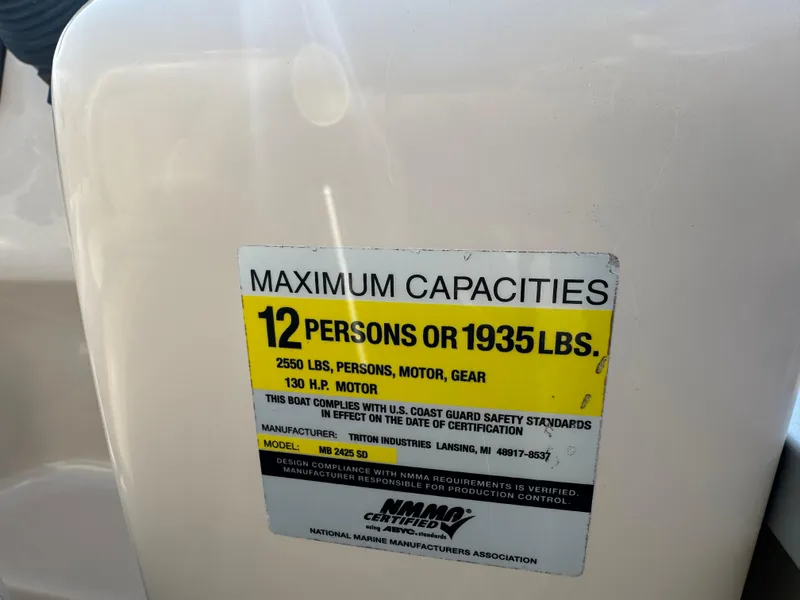 MAXIMUM CAPACITIES
12 PERSONS OR 1935 LBS.
2550 LBS, PERSONS, MOTOR, GEAR
130 H.P. MOTOR
THIS BOAT COMPLIES WITH U.S. COAST GUARD SAFETY STANDARDS
IN EFFECT ON THE DATE OF CERTIFICATION
MANUFACTURER: TRITON INDUSTRIES LANSING, MI 48917-8537
MODEL: MB 2425 SD
DESIGN COMPLIANCE WITH NMMA REQUIREMENTS IS VERIFIED.
MANUFACTURER RESPONSIBLE FOR PRODUCTION CONTROL.
NMMA
CERTIFIED
using ABYC standards
NATIONAL MARINE MANUFACTURERS ASSOCIATION